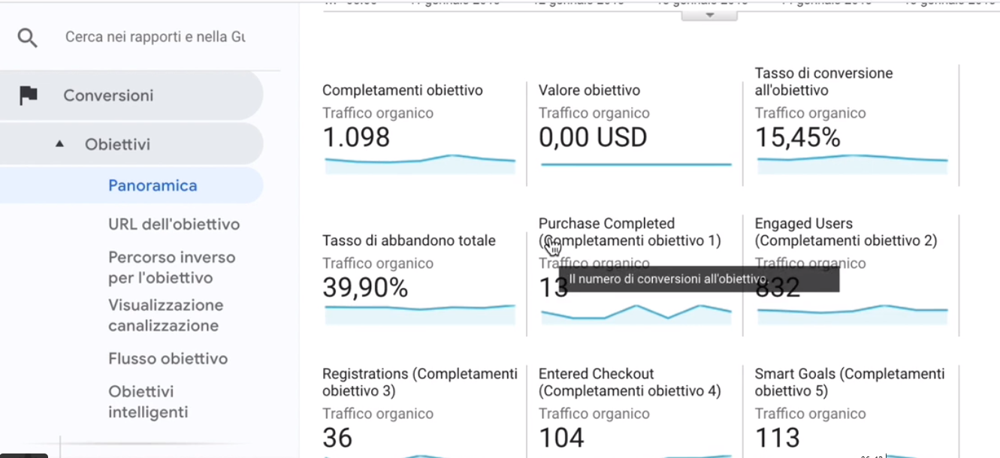 Cerca nei rapporti e nella Gu
Conversioni
Obiettivi
Panoramica
URL dell'obiettivo
Percorso inverso
per l'obiettivo
Visualizzazione
canalizzazione
Flusso obiettivo
Obiettivi
intelligenti
Completamenti obiettivo
Traffico organico
1.098
Valore obiettivo
Traffico organico
0,00 USD
Tasso di conversione
all'obiettivo
Traffico organico
15,45%
Tasso di abbandono totale
Traffico organico
39,90%
Purchase Completed
(Completamenti obiettivo 1)
Traffico organico
13
Il numero di conversioni all'obiettivo.
Engaged Users
(Completamenti obiettivo 2)
Traffico organico
832
Registrations (Completamenti
obiettivo 3)
Traffico organico
36
Entered Checkout
(Completamenti obiettivo 4)
Traffico organico
104
Smart Goals (Completamenti
obiettivo 5)
Traffico organico
113